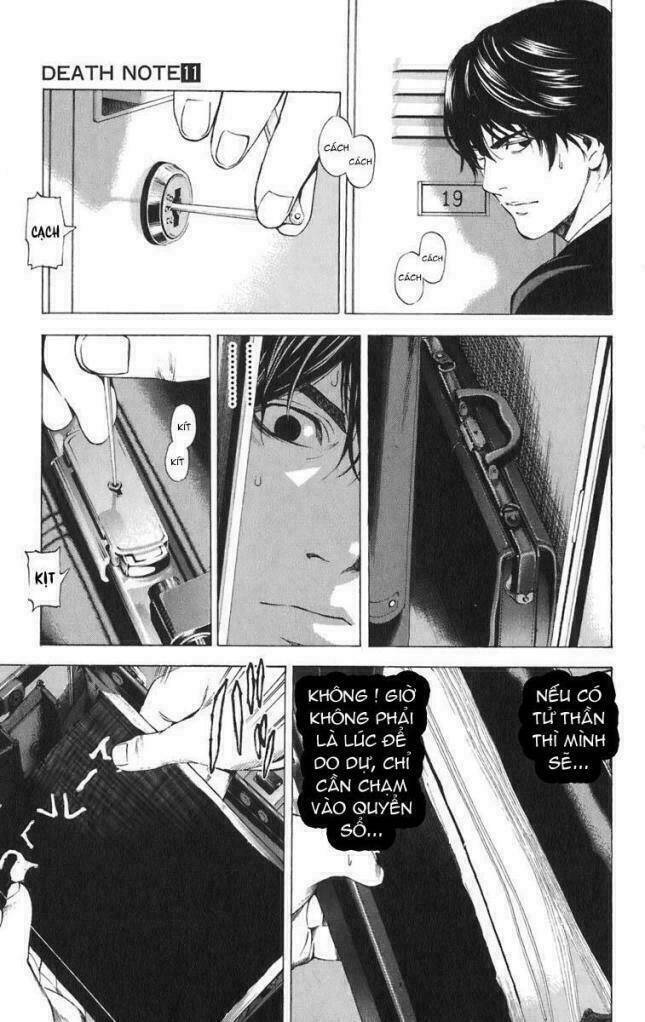 DEATH NOTE 11
19
CÁCH
CÁCH
CÁCH
CÁCH
CẠCH
KÍT
KÍT
KỊT
NẾU CÓ
TỬ THẦN
THÌ MÌNH
SẼ...
KHÔNG ! GIỜ
KHÔNG PHẢI
LÀ LÚC ĐỂ
DO DỰ, CHỈ
CẦN CHẠM
VÀO QUYỂN
SỔ...